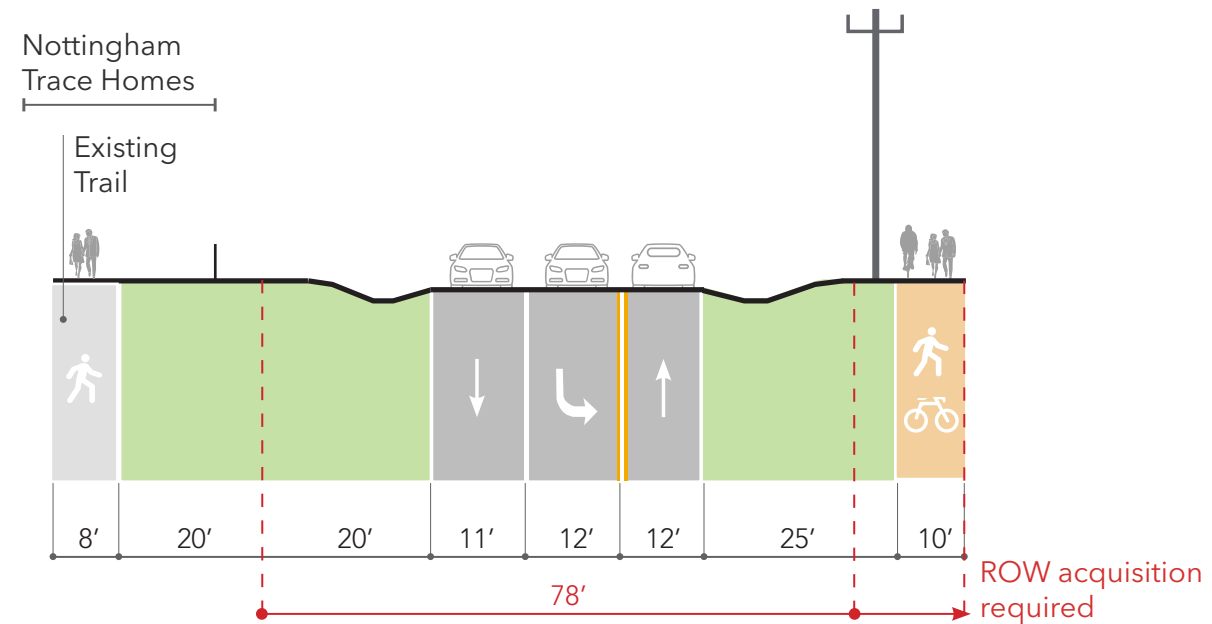 Nottingham
Trace Homes
Existing
Trail
8’
20’
20’
11’
12’
12’
25’
10’
78’
ROW acquisition
required